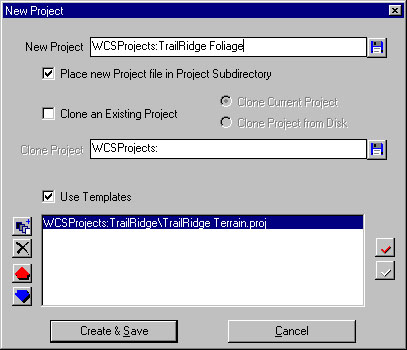 New Project
New Project WCSProjects:TrailRidge Foliage
Place new Project file in Project Subdirectory
Clone an Existing Project
Clone Current Project
Clone Project from Disk
Clone Project WCSProjects:
Use Templates
WCSProjects:TrailRidge\TrailRidge Terrain.proj
Create & Save Cancel